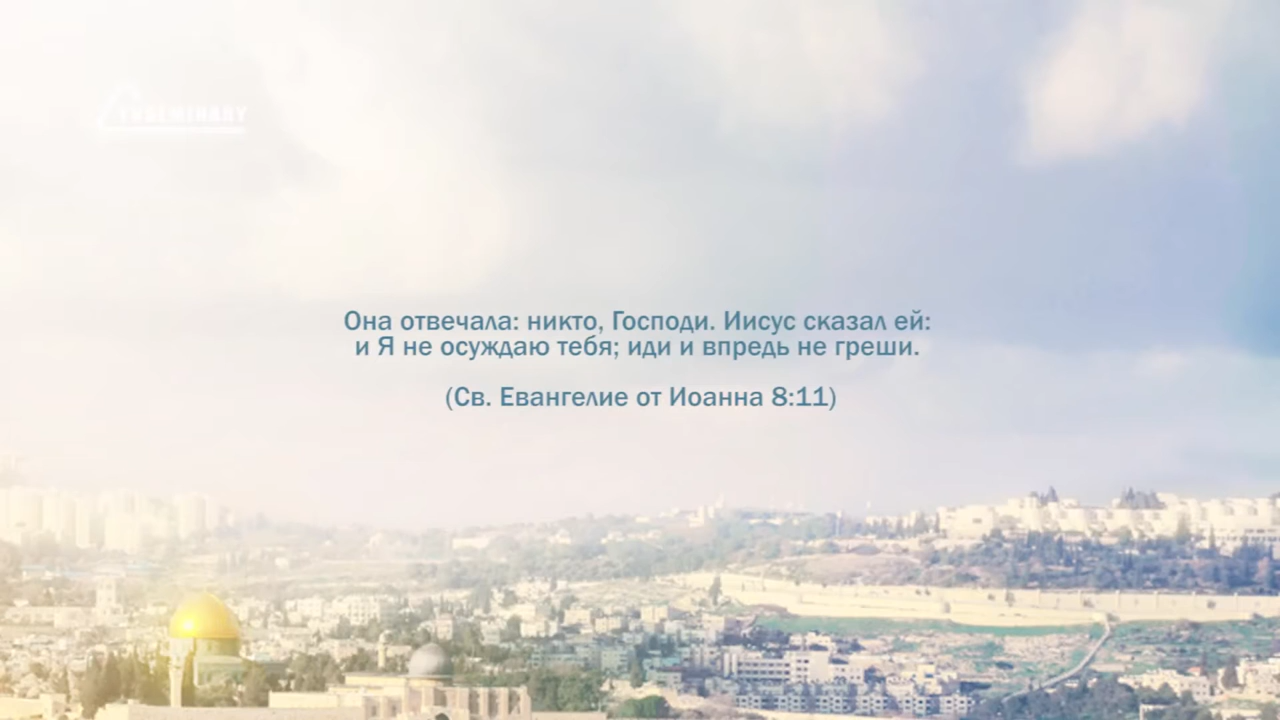 Она отвечала: никто, Господи. Иисус сказал ей:
и Я не осуждаю тебя; иди и впредь не греши.
(Св. Евангелие от Иоанна 8:11)